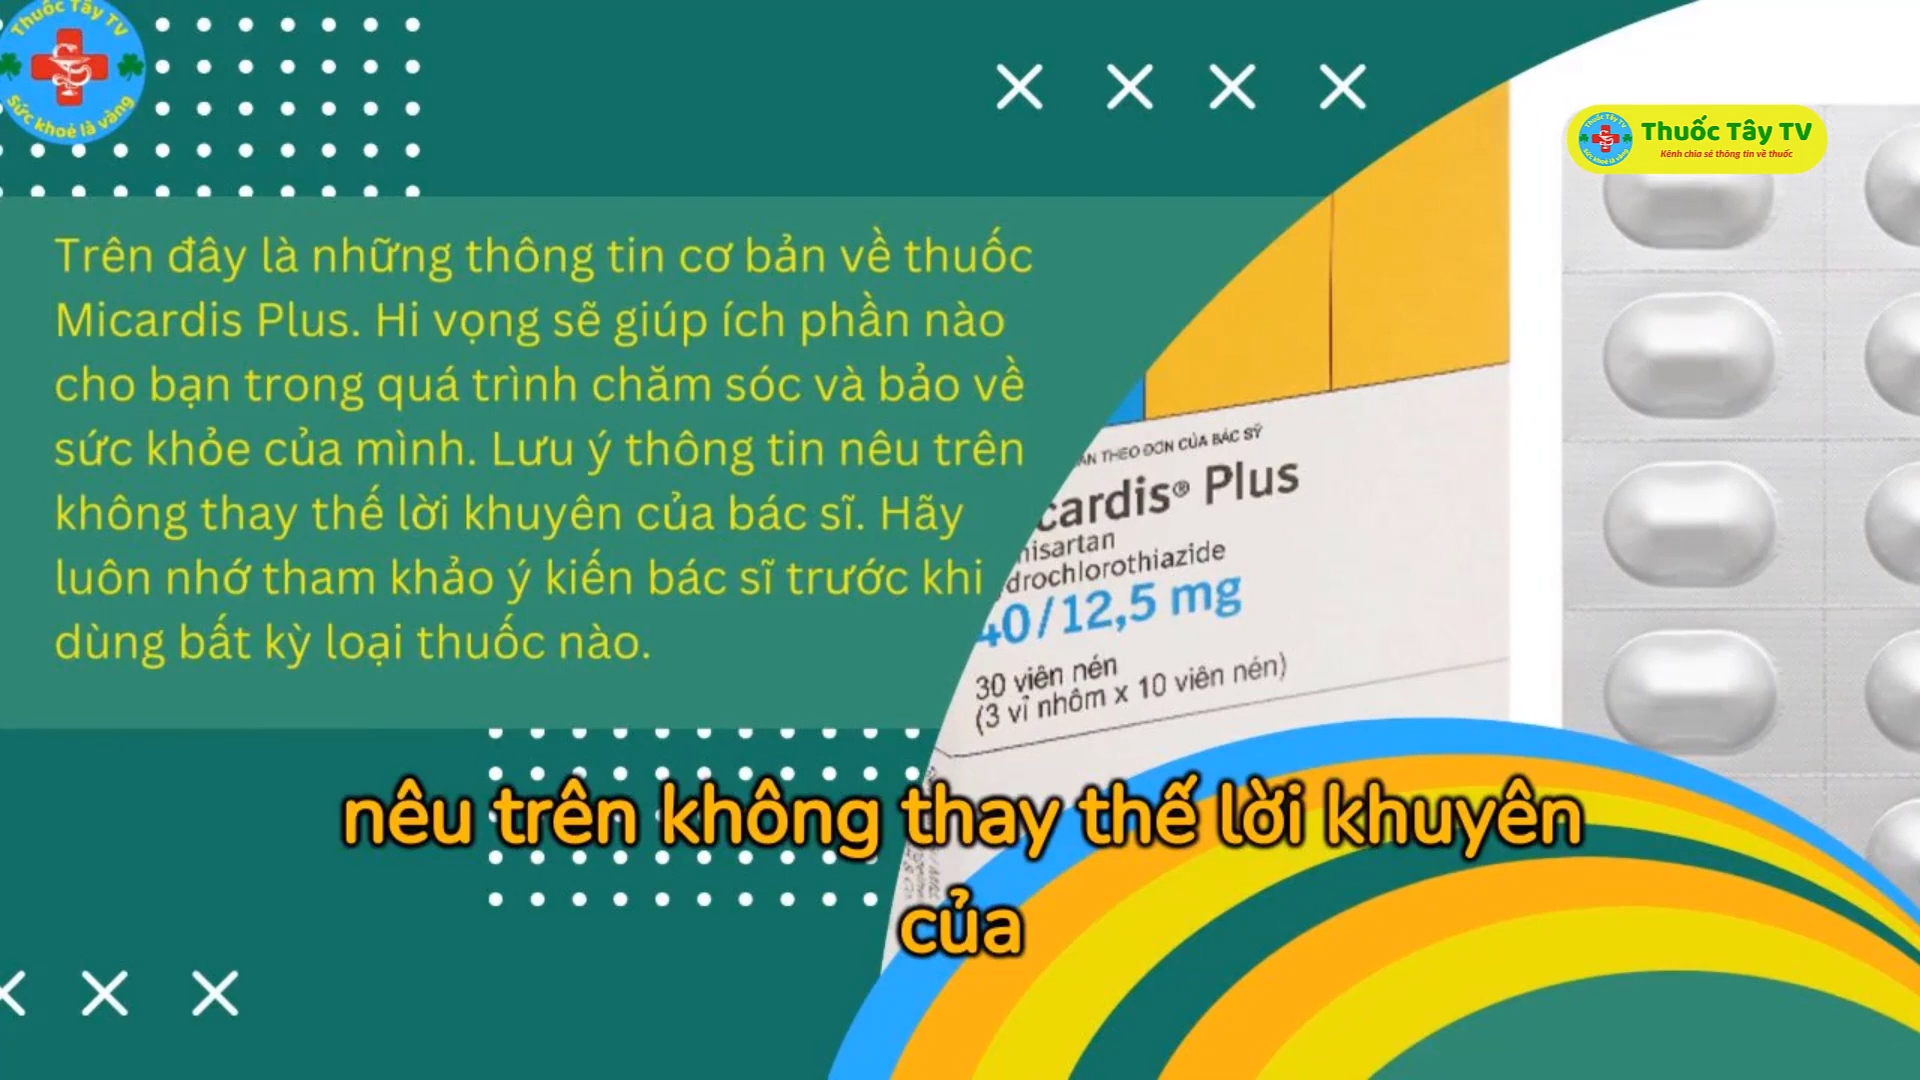 Thuốc Tây TV
Sức khoẻ là vàng
Thuốc Tây TV
Kênh chia sẻ thông tin về thuốc
Trên đây là những thông tin cơ bản về thuốc
Micardis Plus. Hi vọng sẽ giúp ích phần nào
cho bạn trong quá trình chăm sóc và bảo về
sức khỏe của mình. Lưu ý thông tin nêu trên
không thay thế lời khuyên của bác sĩ. Hãy
luôn nhớ tham khảo ý kiến bác sĩ trước khi
dùng bất kỳ loại thuốc nào.
THEO ĐƠN CỦA BÁC SỸ
cardis® Plus
misartan
drochlorothiazide
40/12,5 mg
30 viên nén
(3 vỉ nhôm x 10 viên nén)
nêu trên không thay thế lời khuyên
của